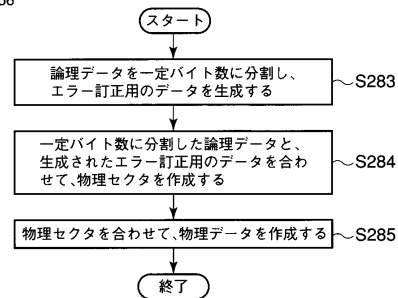 スタート
論理データを一定バイト数に分割し、
エラー訂正用のデータを生成する
S283
一定バイト数に分割した論理データと、
生成されたエラー訂正用のデータを合わ
せて、物理セクタを作成する
S284
物理セクタを合わせて、物理データを作成する
S285
終了